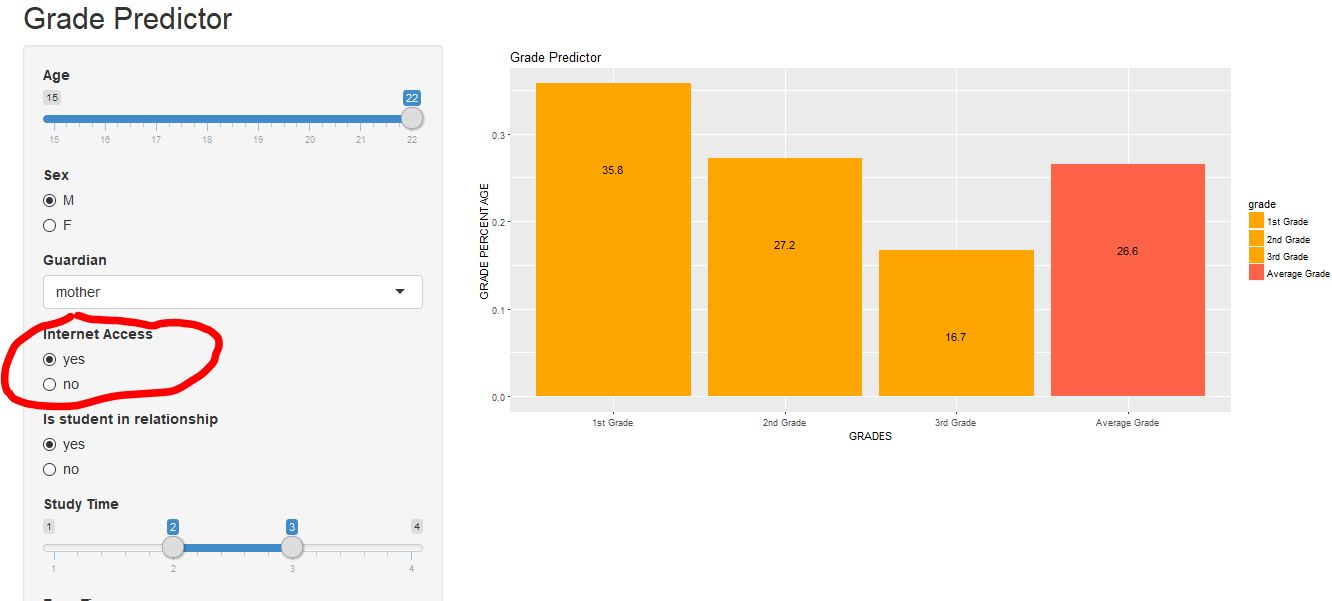 Grade Predictor
Age
15
22
15 16 17 18 19 20 21 22
Sex
M
F
Guardian
mother
Internet Access
yes
no
Is student in relationship
yes
no
Study Time
1
2
3
4
1 2 3 4
Grade Predictor
GRADE PERCENTAGE
0.3
0.2
0.1
0.0
35.8
27.2
16.7
26.6
1st Grade 2nd Grade 3rd Grade Average Grade
GRADES
grade
1st Grade
2nd Grade
3rd Grade
Average Grade